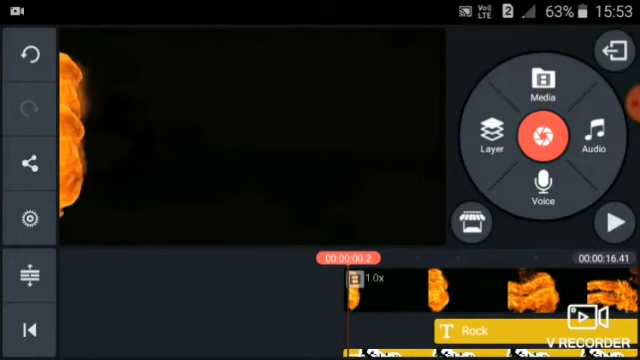 Vo)
LTE
2
63%
15:53
Media
Layer
Audio
Voice
00:00:00.2
00:00:16.41
1.0x
T Rock
V RECORDER